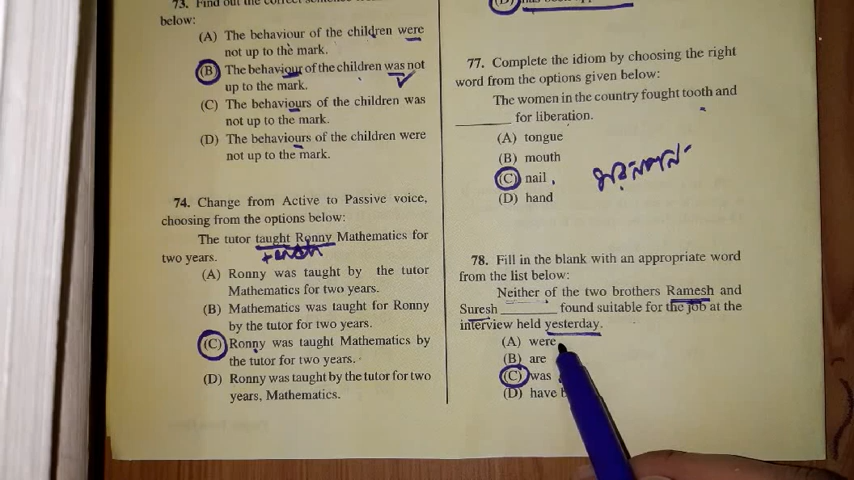 73. Find out the correct sentence
below:
(A) The behaviour of the children were
not up to the mark.
(B) The behaviour of the children was not
up to the mark.
(C) The behaviours of the children was
not up to the mark.
(D) The behaviours of the children were
not up to the mark.
74. Change from Active to Passive voice,
choosing from the options below:
The tutor taught Ronny Mathematics for
two years.
(A) Ronny was taught by the tutor
Mathematics for two years.
(B) Mathematics was taught for Ronny
by the tutor for two years.
(C) Ronny was taught Mathematics by
the tutor for two years.
(D) Ronny was taught by the tutor for two
years, Mathematics.
(D)
77. Complete the idiom by choosing the right
word from the options given below:
The women in the country fought tooth and
________ for liberation.
(A) tongue
(B) mouth
(C) nail
(D) hand
78. Fill in the blank with an appropriate word
from the list below:
Neither of the two brothers Ramesh and
Suresh ________ found suitable for the job at the
interview held yesterday.
(A) were
(B) are
(C) was
(D) have